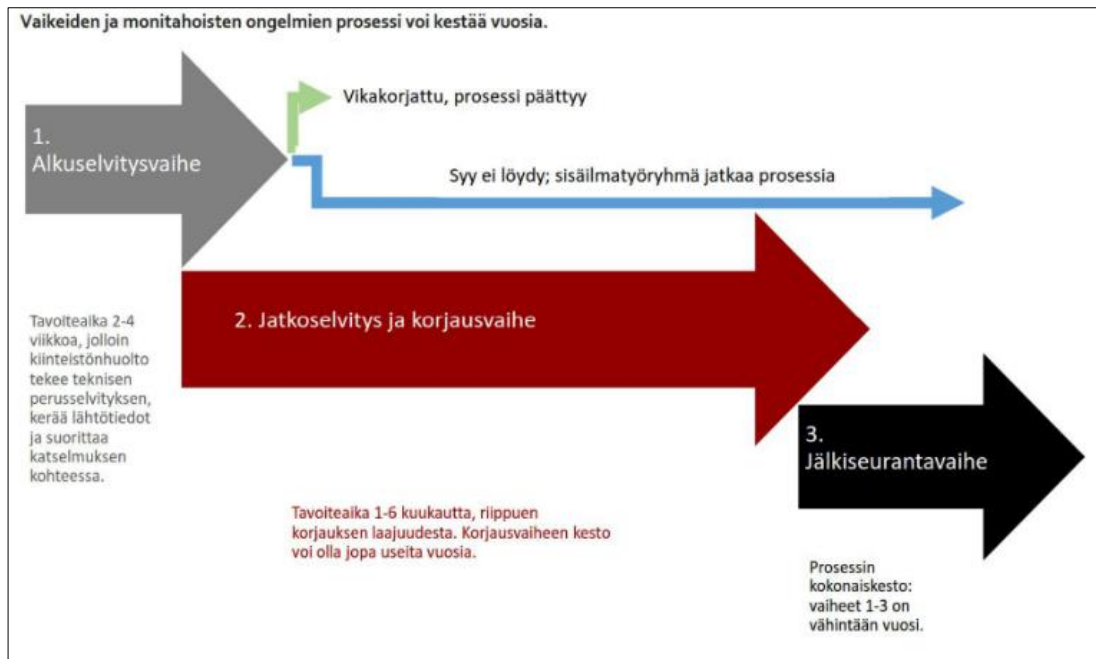 Vaikeiden ja monitahoisten ongelmien prosessi voi kestää vuosia.
Vikakorjattu, prosessi päättyy
1.
Alkuselvitysvaihe
Syy ei löydy; sisäilmatyöryhmä jatkaa prosessia
2. Jatkoselvitys ja korjausvaihe
Tavoiteaika 2-4
viikkoa, jolloin
kiinteistönhuolto
tekee teknisen
perusselvityksen,
kerää lähtötiedot
ja suorittaa
katselmuksen
kohteessa.
3.
Jälkiseurantavaihe
Tavoiteaika 1-6 kuukautta, riippuen
korjauksen laajuudesta. Korjausvaiheen kesto
voi olla jopa useita vuosia.
Prosessin
kokonaiskesto:
vaiheet 1-3 on
vähintään vuosi.